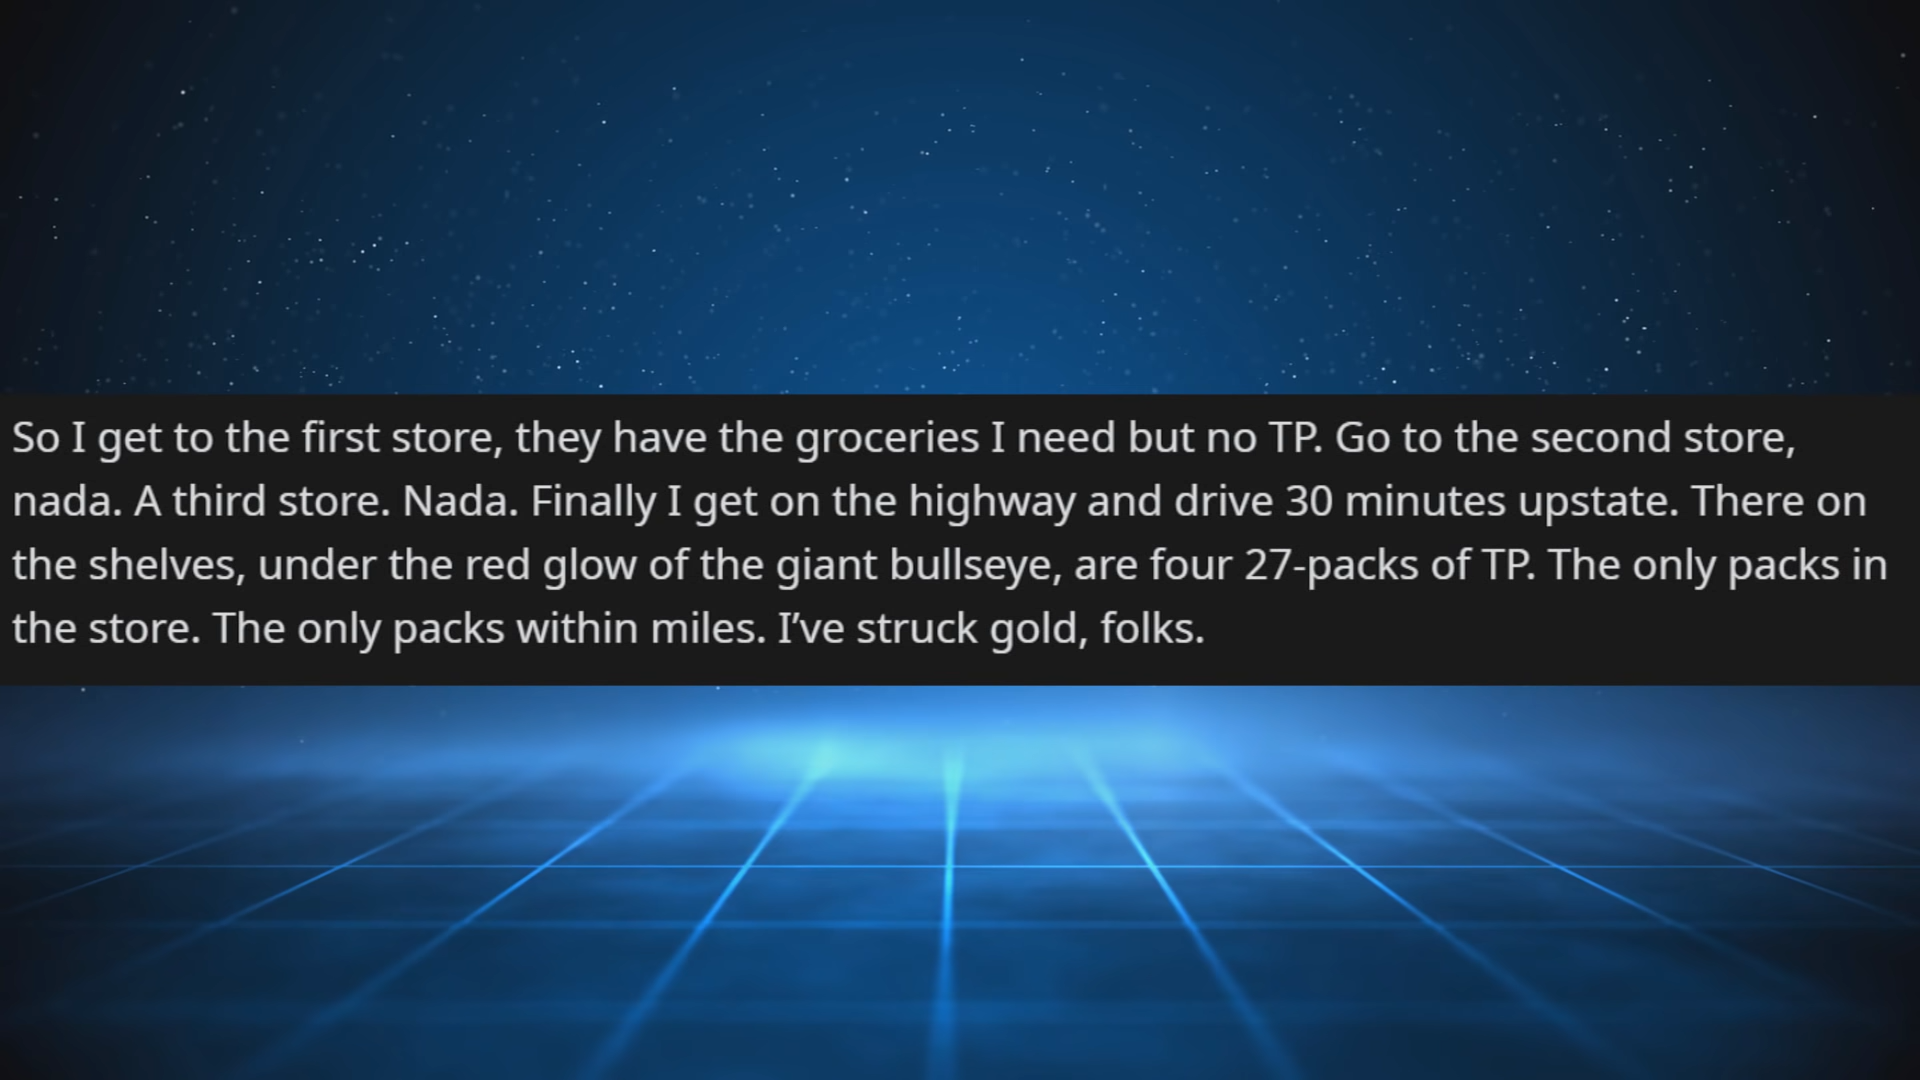 So I get to the first store, they have the groceries I need but no TP. Go to the second store,
nada. A third store. Nada. Finally I get on the highway and drive 30 minutes upstate. There on
the shelves, under the red glow of the giant bullseye, are four 27-packs of TP. The only packs in
the store. The only packs within miles. I’ve struck gold, folks.